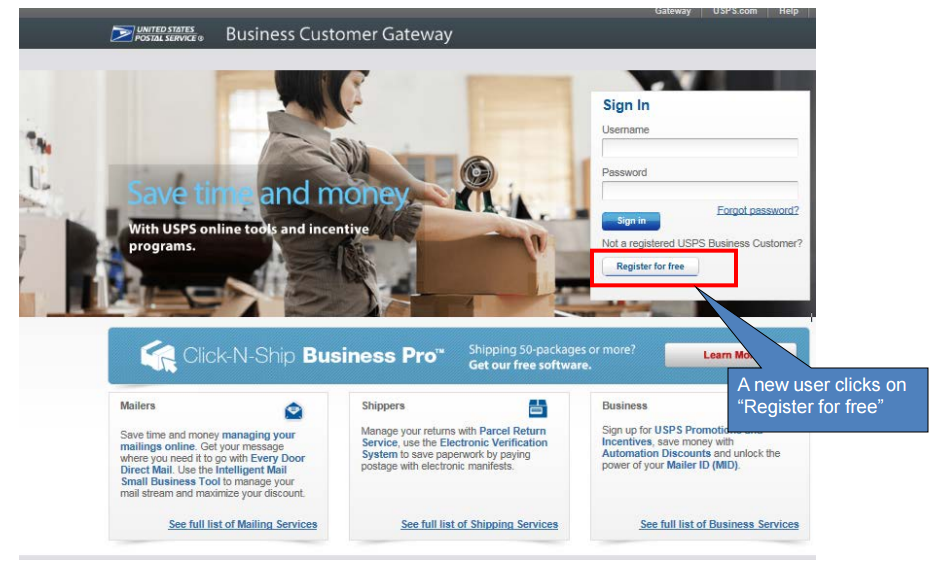 Gateway USPS.com Help
UNITED STATES
POSTAL SERVICE ®
Business Customer Gateway
Save time and money
With USPS online tools and incentive
programs.
Sign In
Username
Password
Forgot password?
Sign in
Not a registered USPS Business Customer?
Register for free
Click-N-Ship Business Pro™
Shipping 50-packages or more?
Get our free software.
Learn Mo
A new user clicks on
“Register for free”
Mailers
Save time and money managing your
mailings online. Get your message
where you need it to go with Every Door
Direct Mail. Use the Intelligent Mail
Small Business Tool to manage your
mail stream and maximize your discount.
See full list of Mailing Services
Shippers
Manage your returns with Parcel Return
Service, use the Electronic Verification
System to save paperwork by paying
postage with electronic manifests.
See full list of Shipping Services
Business
Sign up for USPS Promotions and
Incentives, save money with
Automation Discounts and unlock the
power of your Mailer ID (MID).
See full list of Business Services